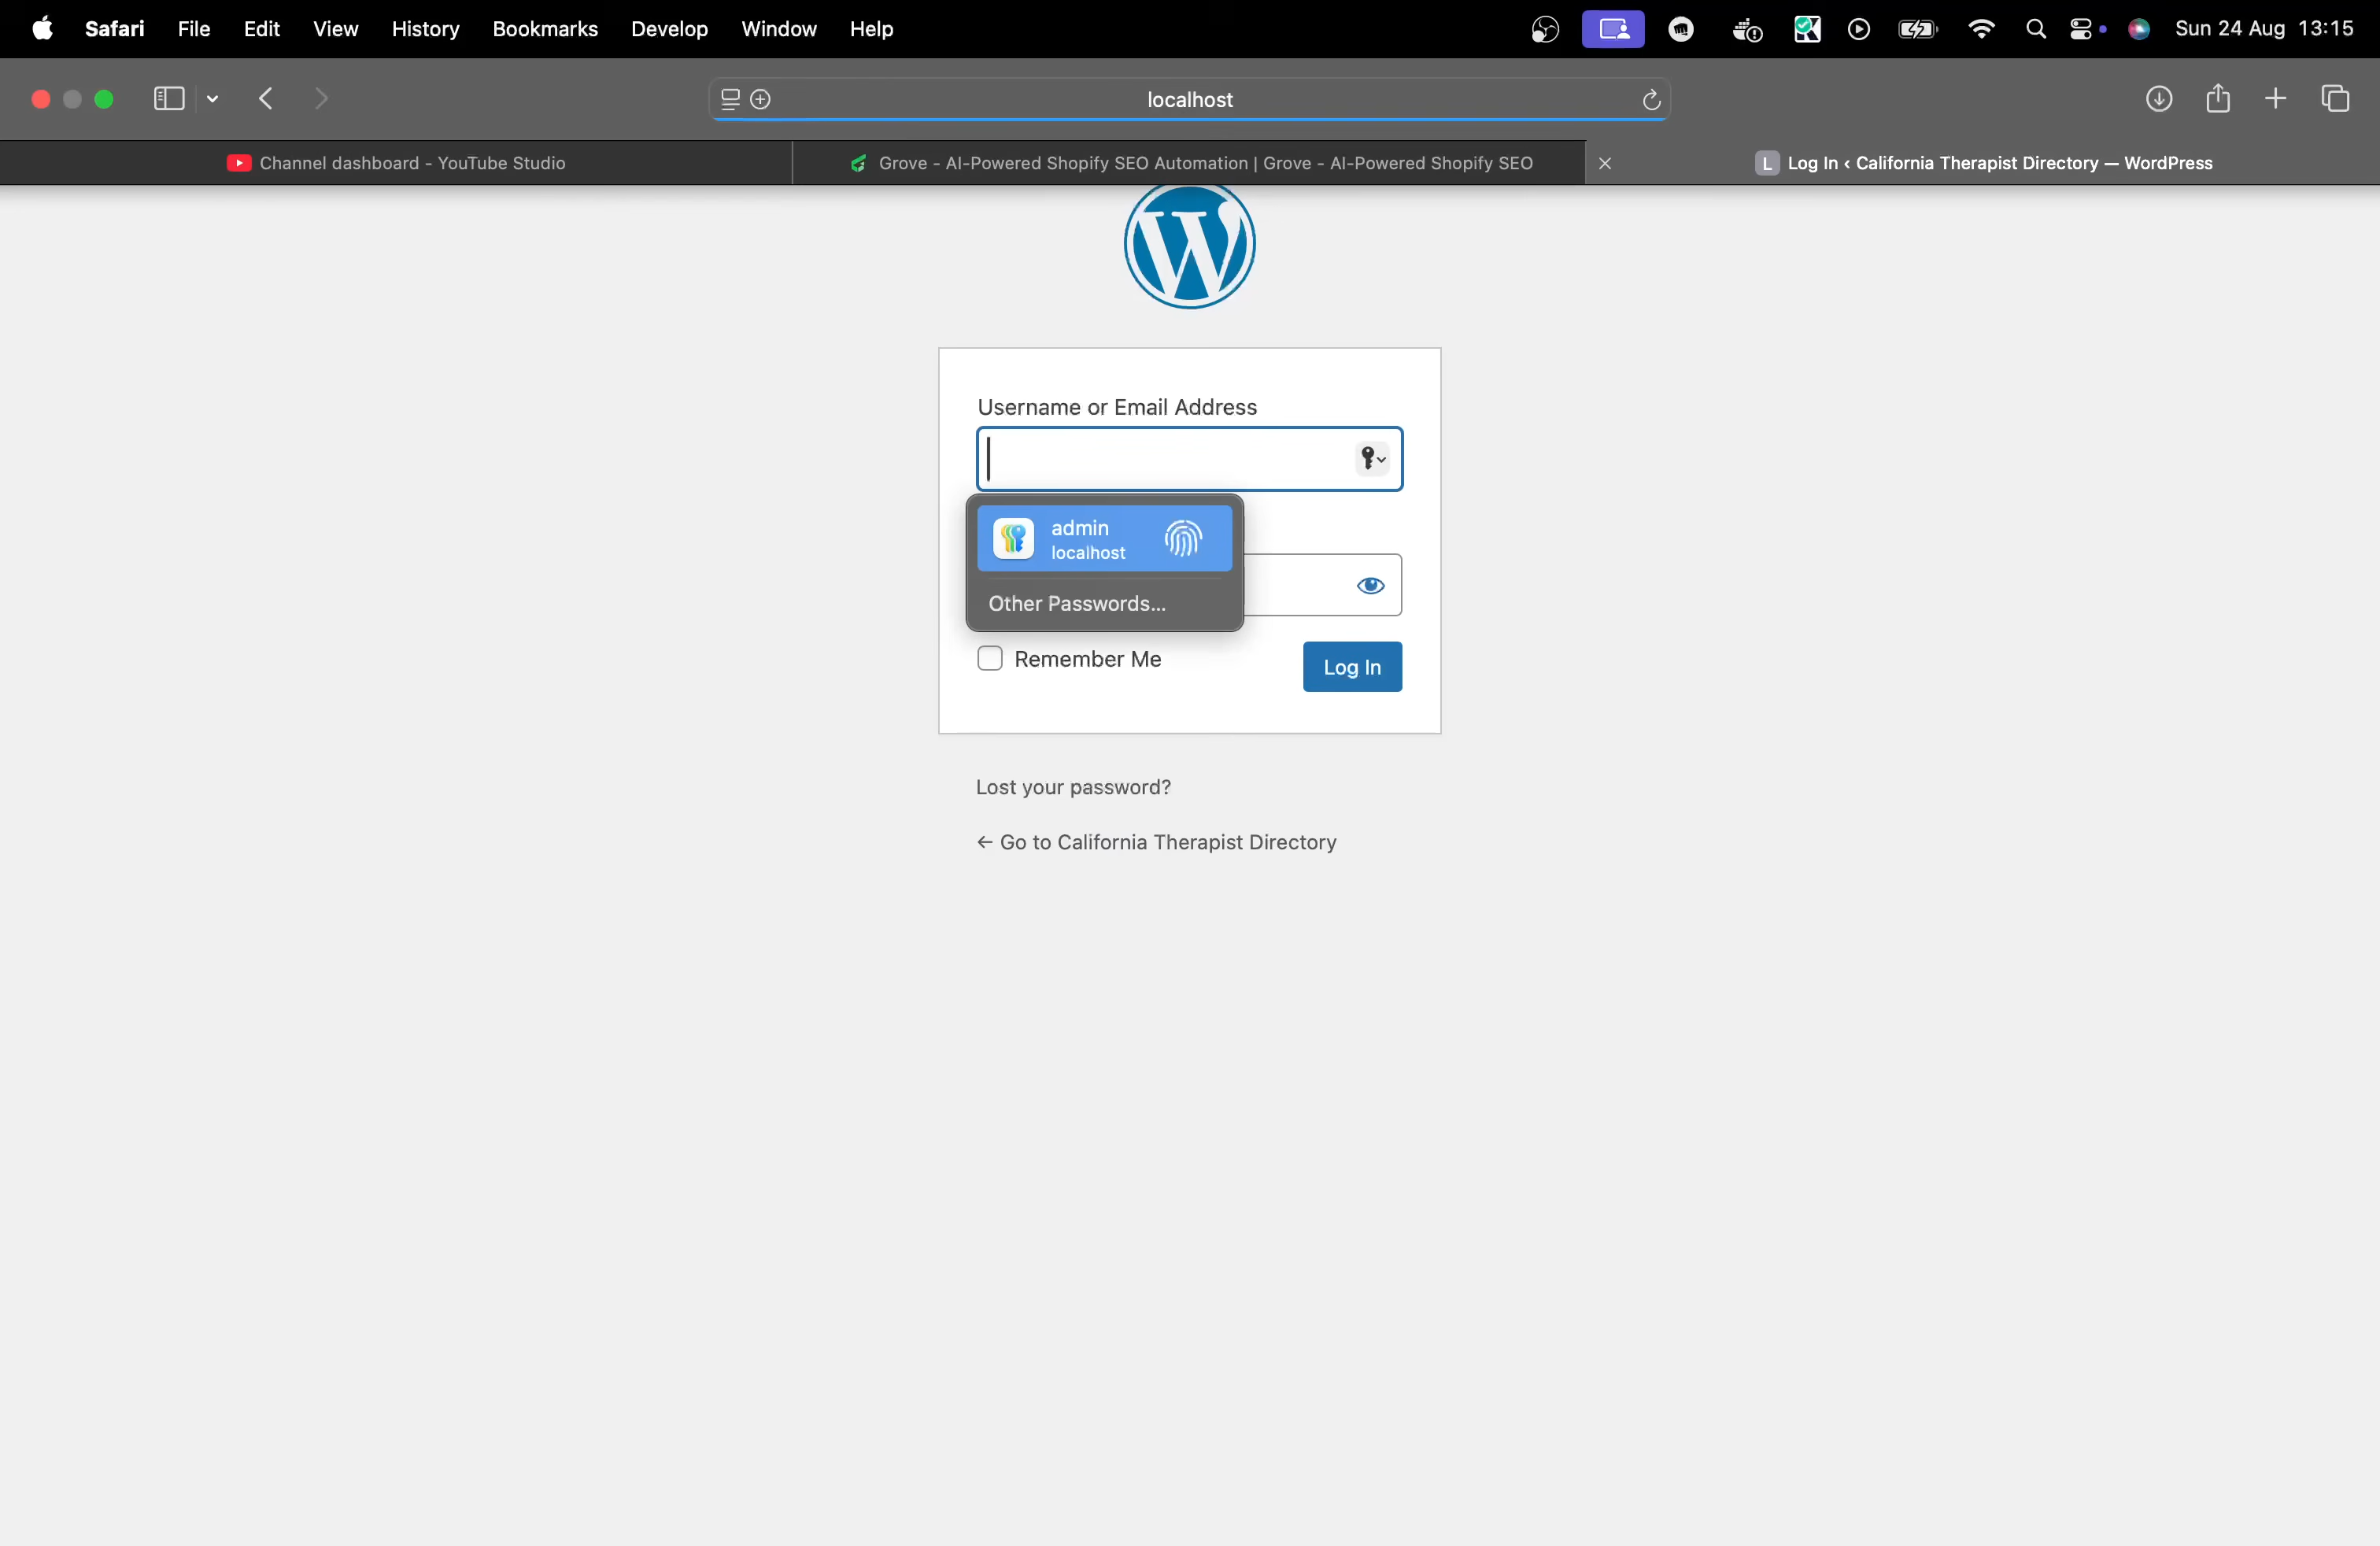 Safari File Edit View History Bookmarks Develop Window Help Sun 24 Aug 13:15
localhost
Channel dashboard - YouTube Studio
Grove - AI-Powered Shopify SEO Automation | Grove - AI-Powered Shopify SEO
L Log In ‹ California Therapist Directory — WordPress
Username or Email Address
admin
localhost
Other Passwords...
Remember Me
Log In
Lost your password?
← Go to California Therapist Directory